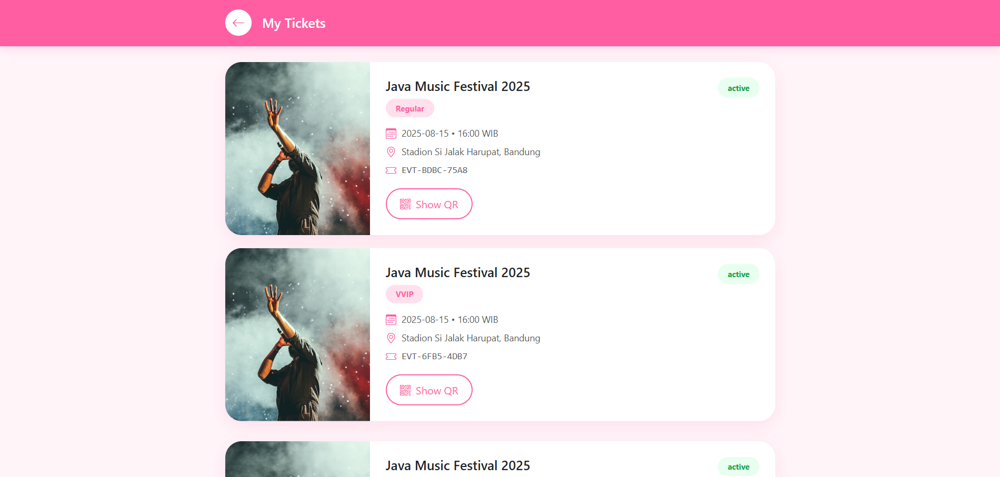 My Tickets
Java Music Festival 2025
active
Regular
2025-08-15 • 16:00 WIB
Stadion Si Jalak Harupat, Bandung
EVT-BDBC-75A8
Show QR
Java Music Festival 2025
active
VVIP
2025-08-15 • 16:00 WIB
Stadion Si Jalak Harupat, Bandung
EVT-6FB5-4DB7
Show QR
Java Music Festival 2025
active